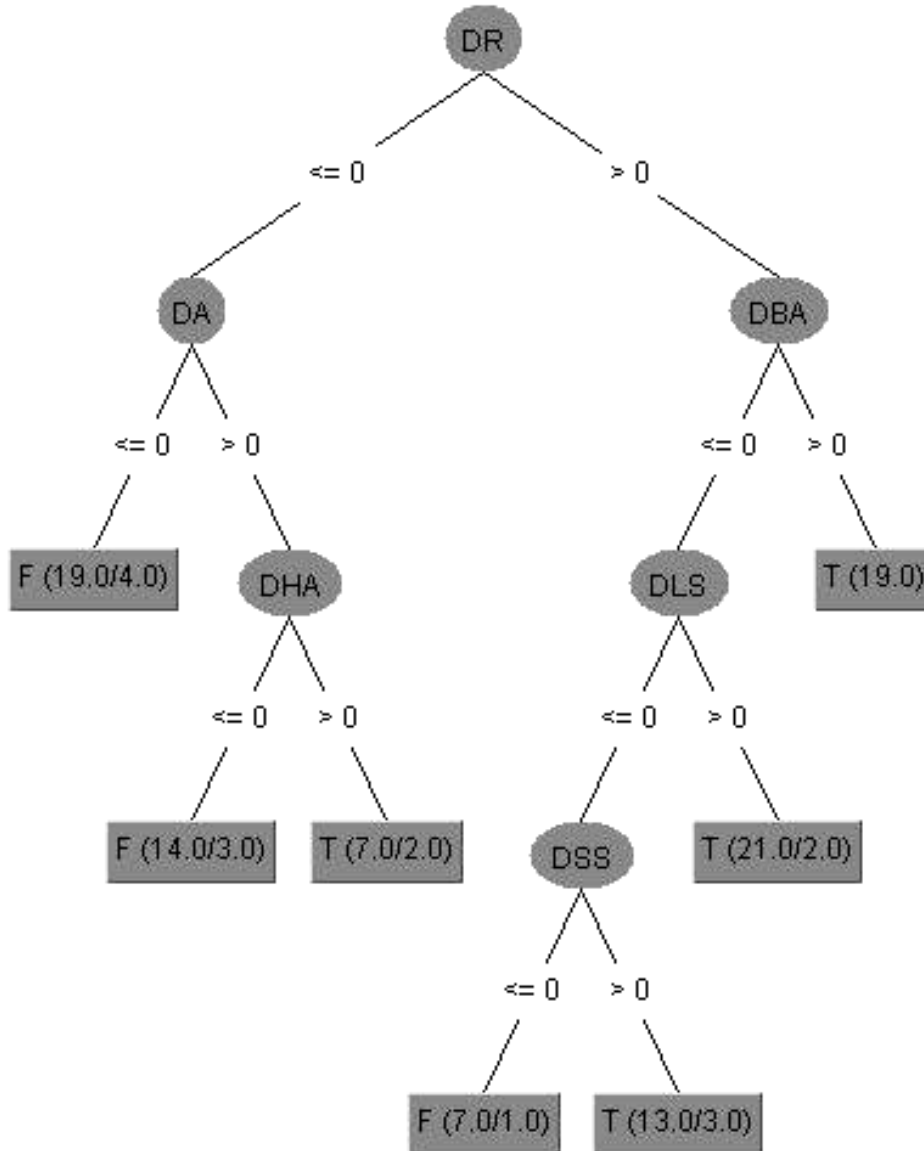 DR
<= 0
> 0
DA
DBA
<= 0
> 0
<= 0
> 0
F (19.0/4.0)
DHA
DLS
T (19.0)
<= 0
> 0
<= 0
> 0
F (14.0/3.0)
T (7.0/2.0)
DSS
T (21.0/2.0)
<= 0
> 0
F (7.0/1.0)
T (13.0/3.0)